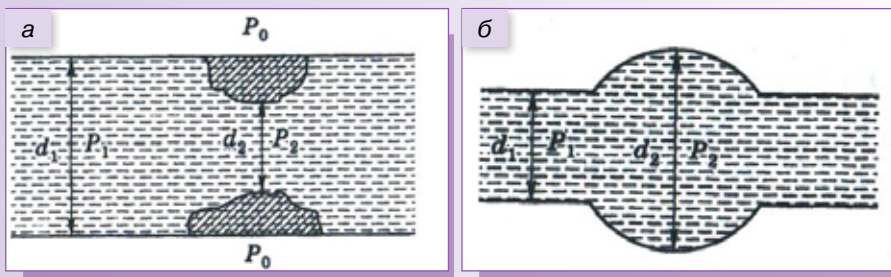 а
P₀
d₁ P₁ d₂ P₂
P₀
б
d₁ P₁ d₂ P₂